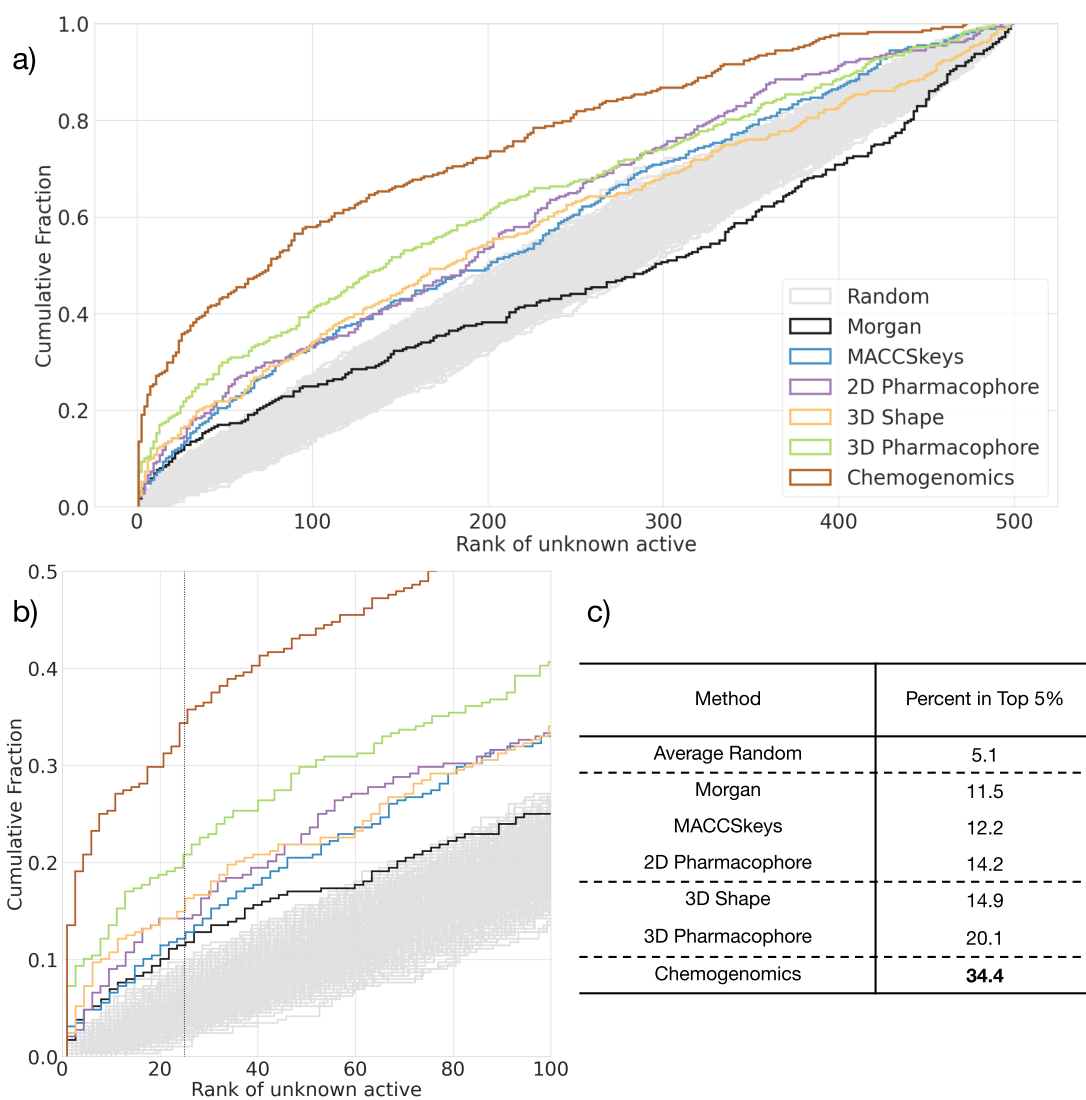 a)
1.0
0.8
0.6
0.4
0.2
0.0
Cumulative Fraction
0
100
200
300
400
500
Rank of unknown active
Random
Morgan
MACCSkeys
2D Pharmacophore
3D Shape
3D Pharmacophore
Chemogenomics
b)
0.5
0.4
0.3
0.2
0.1
0.0
Cumulative Fraction
0
20
40
60
80
100
Rank of unknown active
c)
Method Percent in Top 5%
Average Random 5.1
Morgan 11.5
MACCSkeys 12.2
2D Pharmacophore 14.2
3D Shape 14.9
3D Pharmacophore 20.1
Chemogenomics 34.4